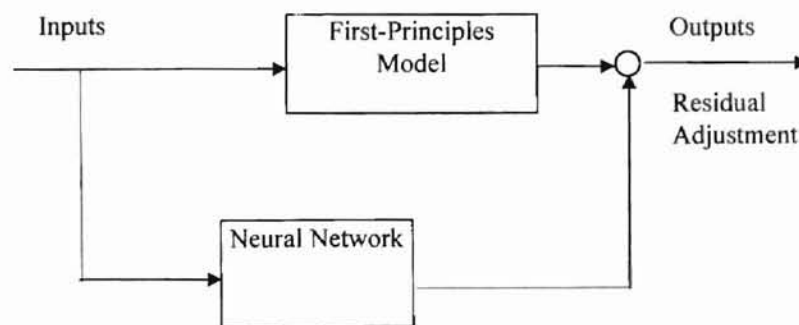 Inputs
First-Principles
Model
Outputs
Residual
Adjustment
Neural Network